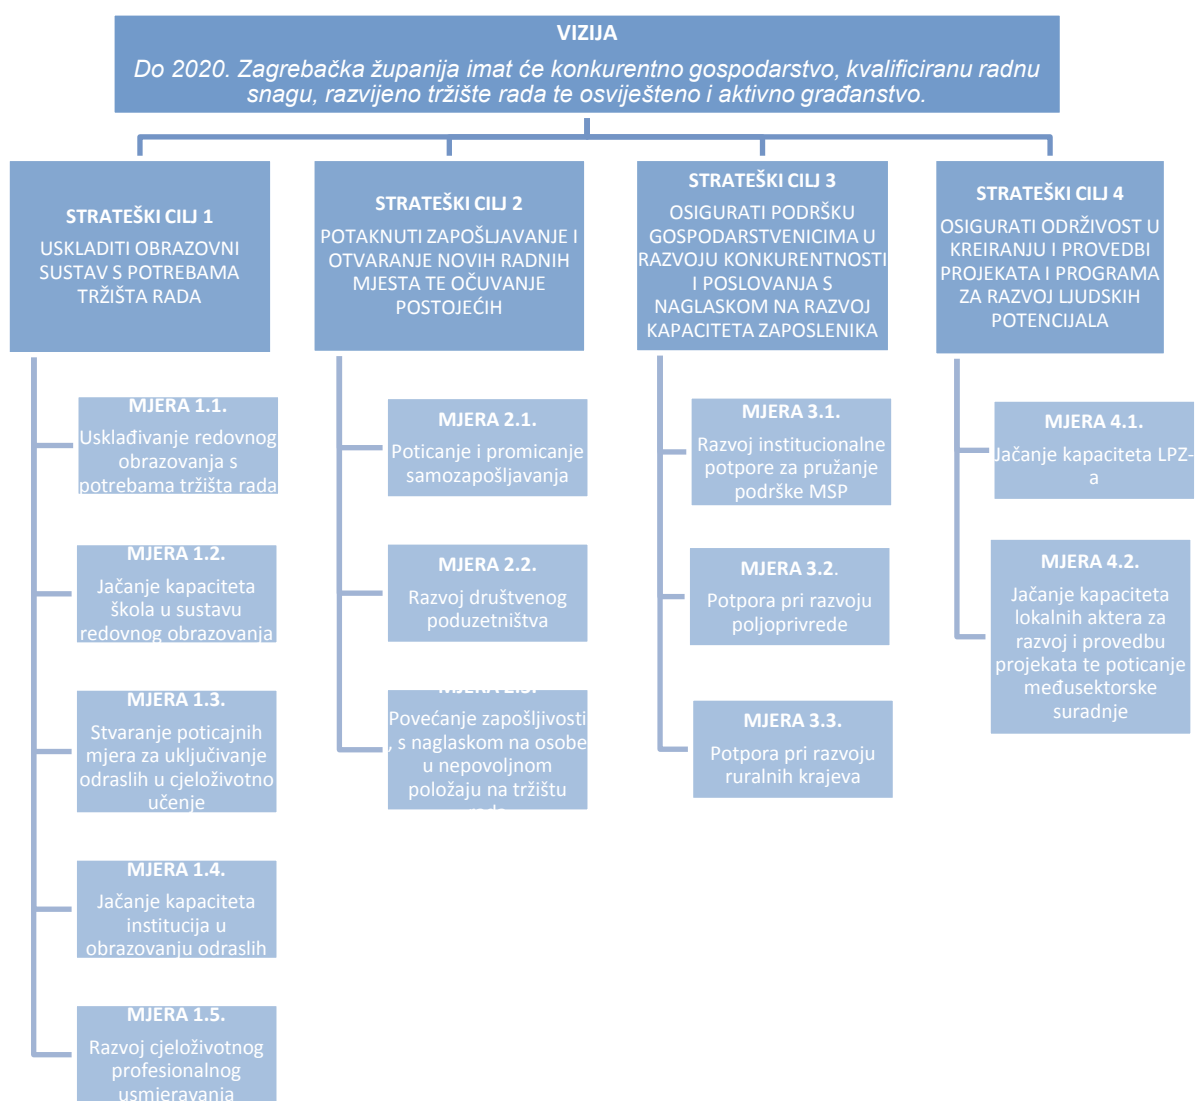 VIZIJA
Do 2020. Zagrebačka županija imat će konkurentno gospodarstvo, kvalificiranu radnu
snagu, razvijeno tržište rada te osviješteno i aktivno građanstvo.
STRATEŠKI CILJ 1
USKLADITI OBRAZOVNI
SUSTAV S POTREBAMA
TRŽIŠTA RADA
MJERA 1.1.
Usklađivanje redovnog
obrazovanja s
potrebama tržišta rada
MJERA 1.2.
Jačanje kapaciteta
škola u sustavu
redovnog obrazovanja
MJERA 1.3.
Stvaranje poticajnih
mjera za uključivanje
odraslih u cjeloživotno
učenje
MJERA 1.4.
Jačanje kapaciteta
institucija u
obrazovanju odraslih
MJERA 1.5.
Razvoj cjeloživotnog
profesionalnog
usmjeravanja
STRATEŠKI CILJ 2
POTAKNUTI ZAPOŠLJAVANJE I
OTVARANJE NOVIH RADNIH
MJESTA TE OČUVANJE
POSTOJEĆIH
MJERA 2.1.
Poticanje i promicanje
samozapošljavanja
MJERA 2.2.
Razvoj društvenog
poduzetništva
MJERA 2.3.
Povećanje zapošljivosti
, s naglaskom na osobe
u nepovoljnom
položaju na tržištu
rada
STRATEŠKI CILJ 3
OSIGURATI PODRŠKU
GOSPODARSTVENICIMA U
RAZVOJU KONKURENTNOSTI
I POSLOVANJA S
NAGLASKOM NA RAZVOJ
KAPACITETA ZAPOSLENIKA
MJERA 3.1.
Razvoj institucionalne
potpore za pružanje
podrške MSP
MJERA 3.2.
Potpora pri razvoju
poljoprivrede
MJERA 3.3.
Potpora pri razvoju
ruralnih krajeva
STRATEŠKI CILJ 4
OSIGURATI ODRŽIVOST U
KREIRANJU I PROVEDBI
PROJEKATA I PROGRAMA
ZA RAZVOJ LJUDSKIH
POTENCIJALA
MJERA 4.1.
Jačanje kapaciteta LPZ-
a
MJERA 4.2.
Jačanje kapaciteta
lokalnih aktera za
razvoj i provedbu
projekata te poticanje
međusektorske
suradnje